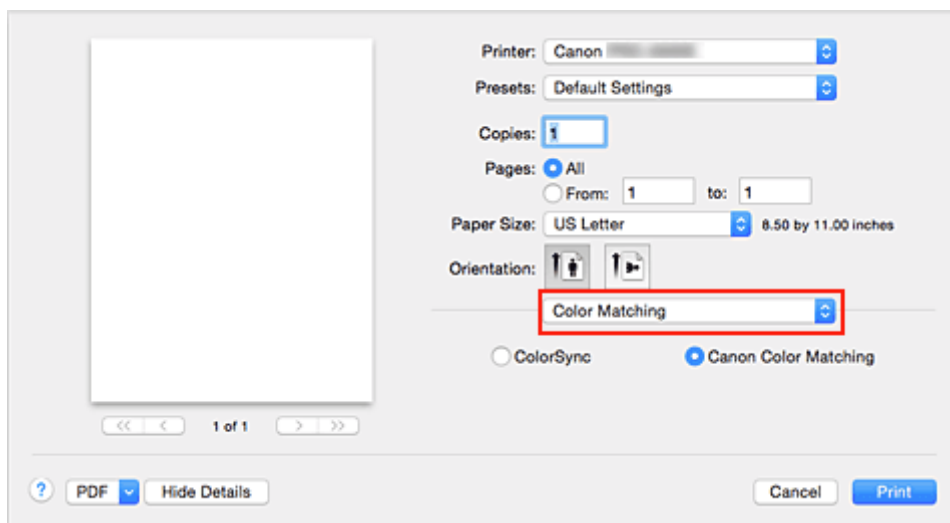 Printer: Canon
Presets: Default Settings
Copies: 1
Pages: All
From: 1 to: 1
Paper Size: US Letter 8.50 by 11.00 inches
Orientation:
Color Matching
ColorSync Canon Color Matching
<< < 1 of 1 > >>
? PDF Hide Details Cancel Print